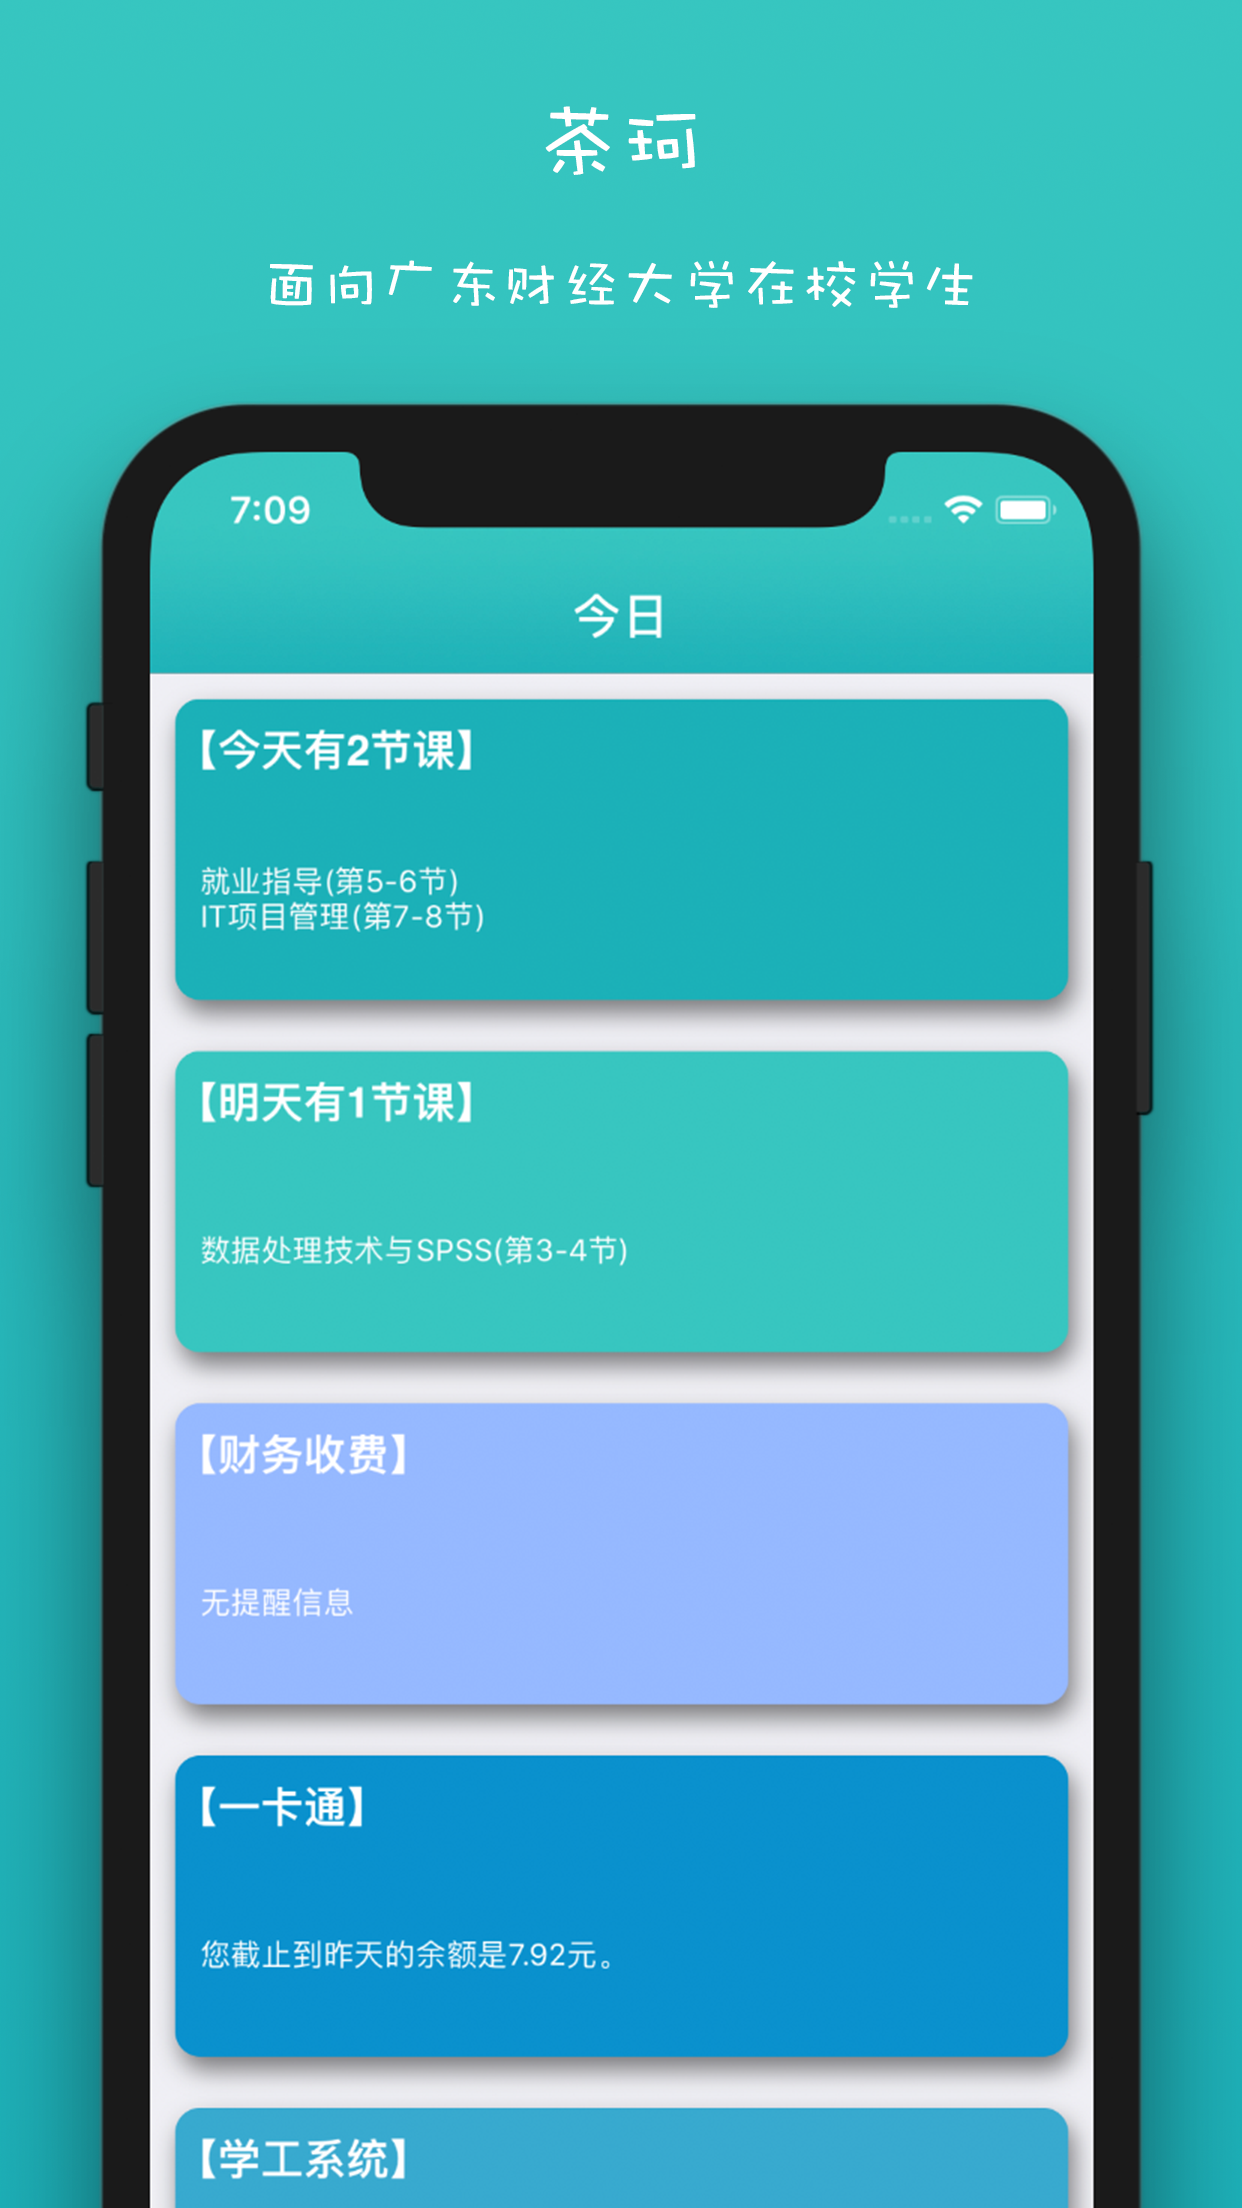 茶珂
面向广东财经大学在校学生
7:09
今日
【今天有2节课】
就业指导(第5-6节)
IT项目管理(第7-8节)
【明天有1节课】
数据处理技术与SPSS(第3-4节)
【财务收费】
无提醒信息
【一卡通】
您截止到昨天的余额是7.92元。
【学工系统】